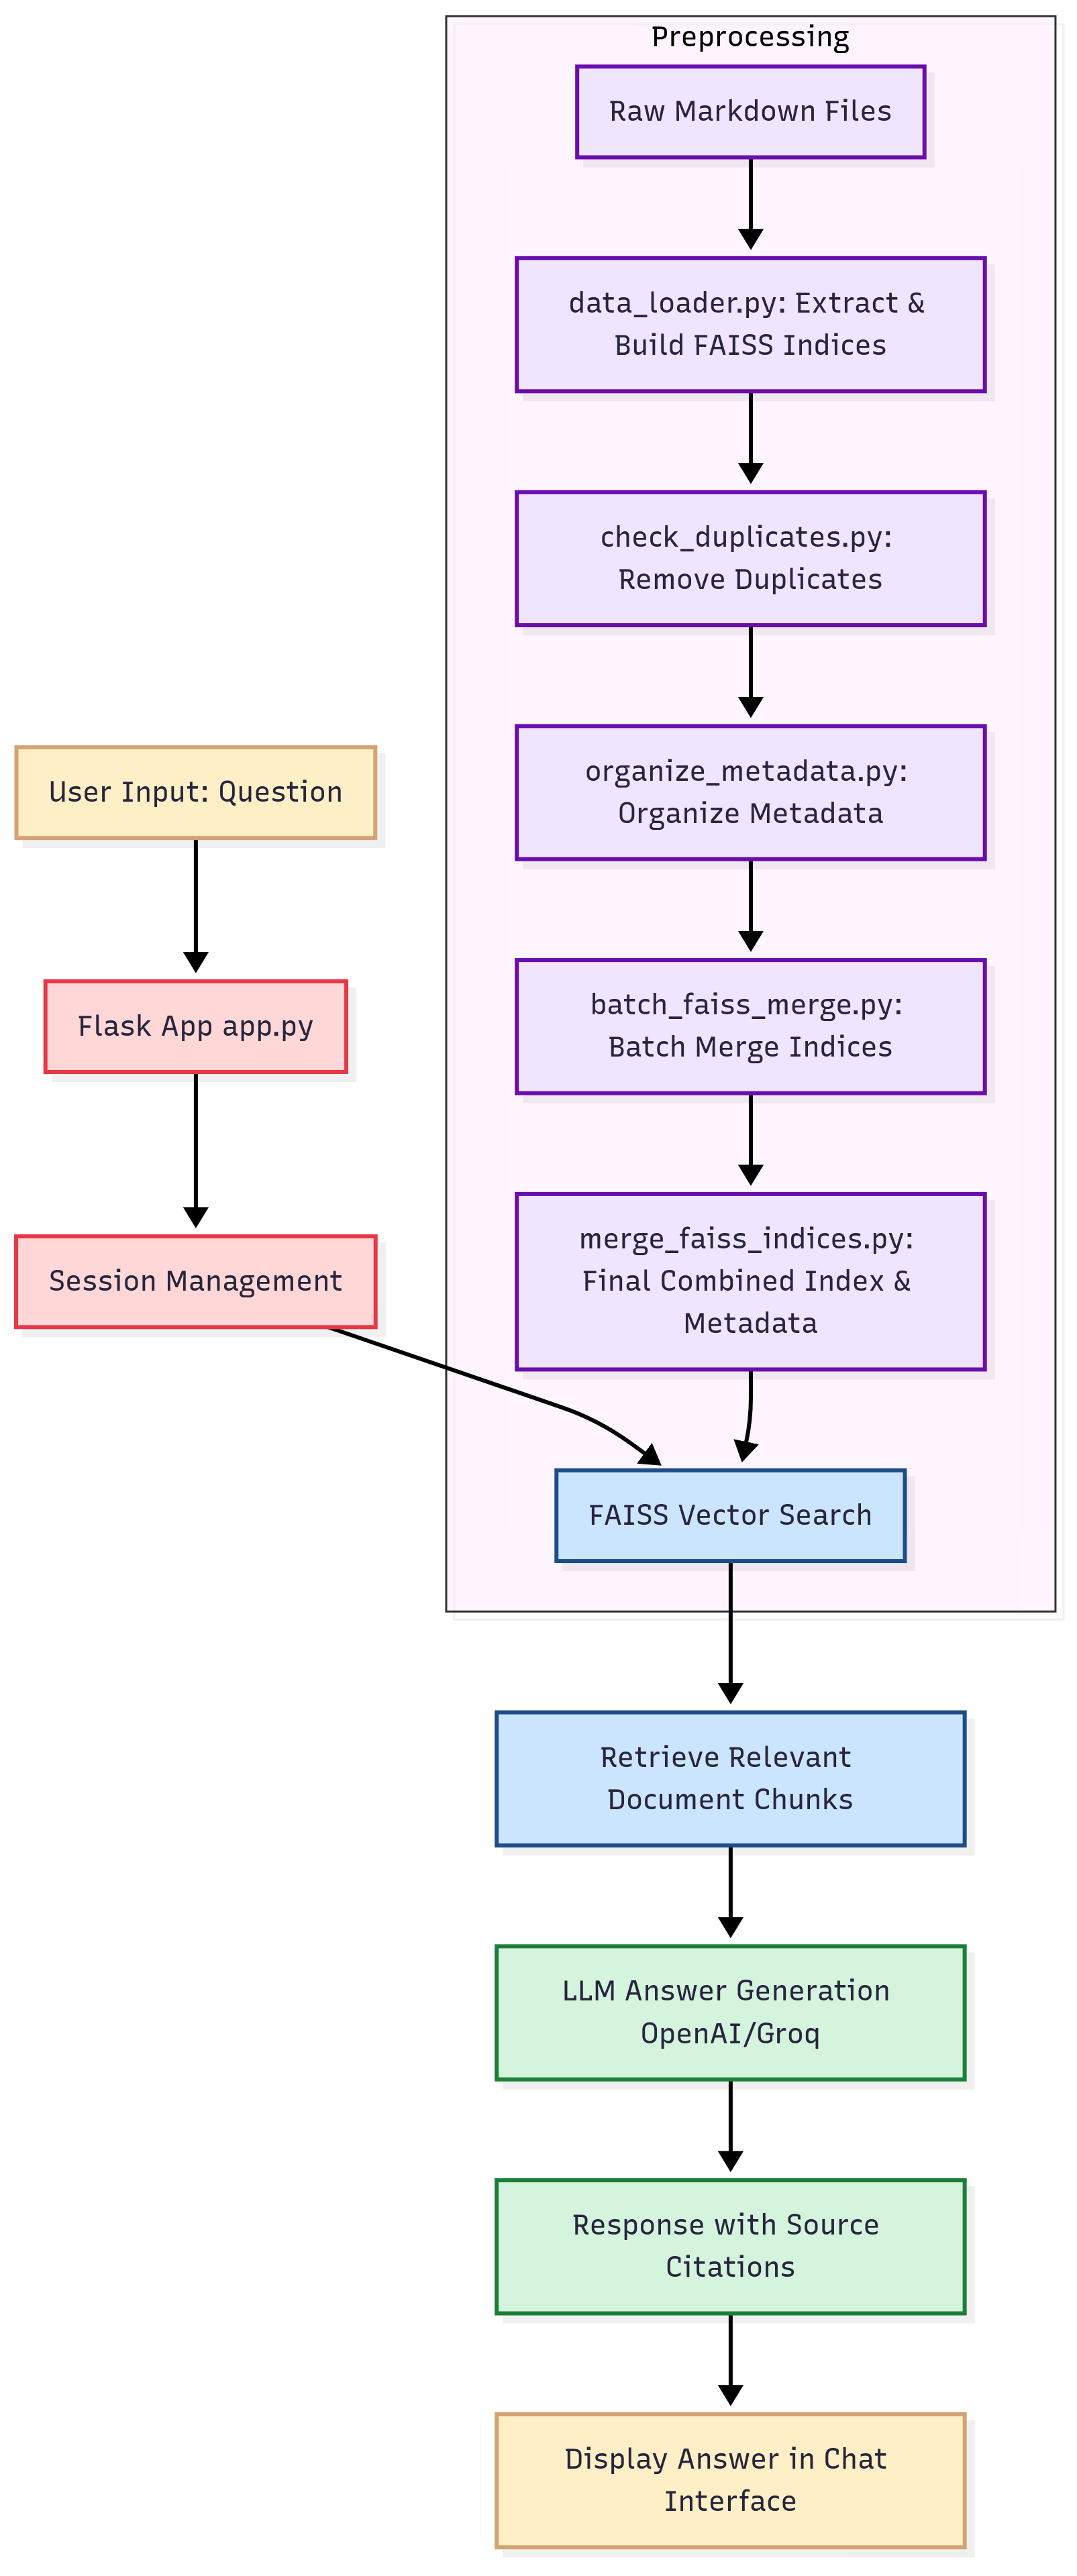 Preprocessing
Raw Markdown Files
data_loader.py: Extract &
Build FAISS Indices
check_duplicates.py:
Remove Duplicates
organize_metadata.py:
Organize Metadata
User Input: Question
batch_faiss_merge.py:
Batch Merge Indices
Flask App app.py
merge_faiss_indices.py:
Final Combined Index &
Metadata
Session Management
FAISS Vector Search
Retrieve Relevant
Document Chunks
LLM Answer Generation
OpenAI/Groq
Response with Source
Citations
Display Answer in Chat
Interface